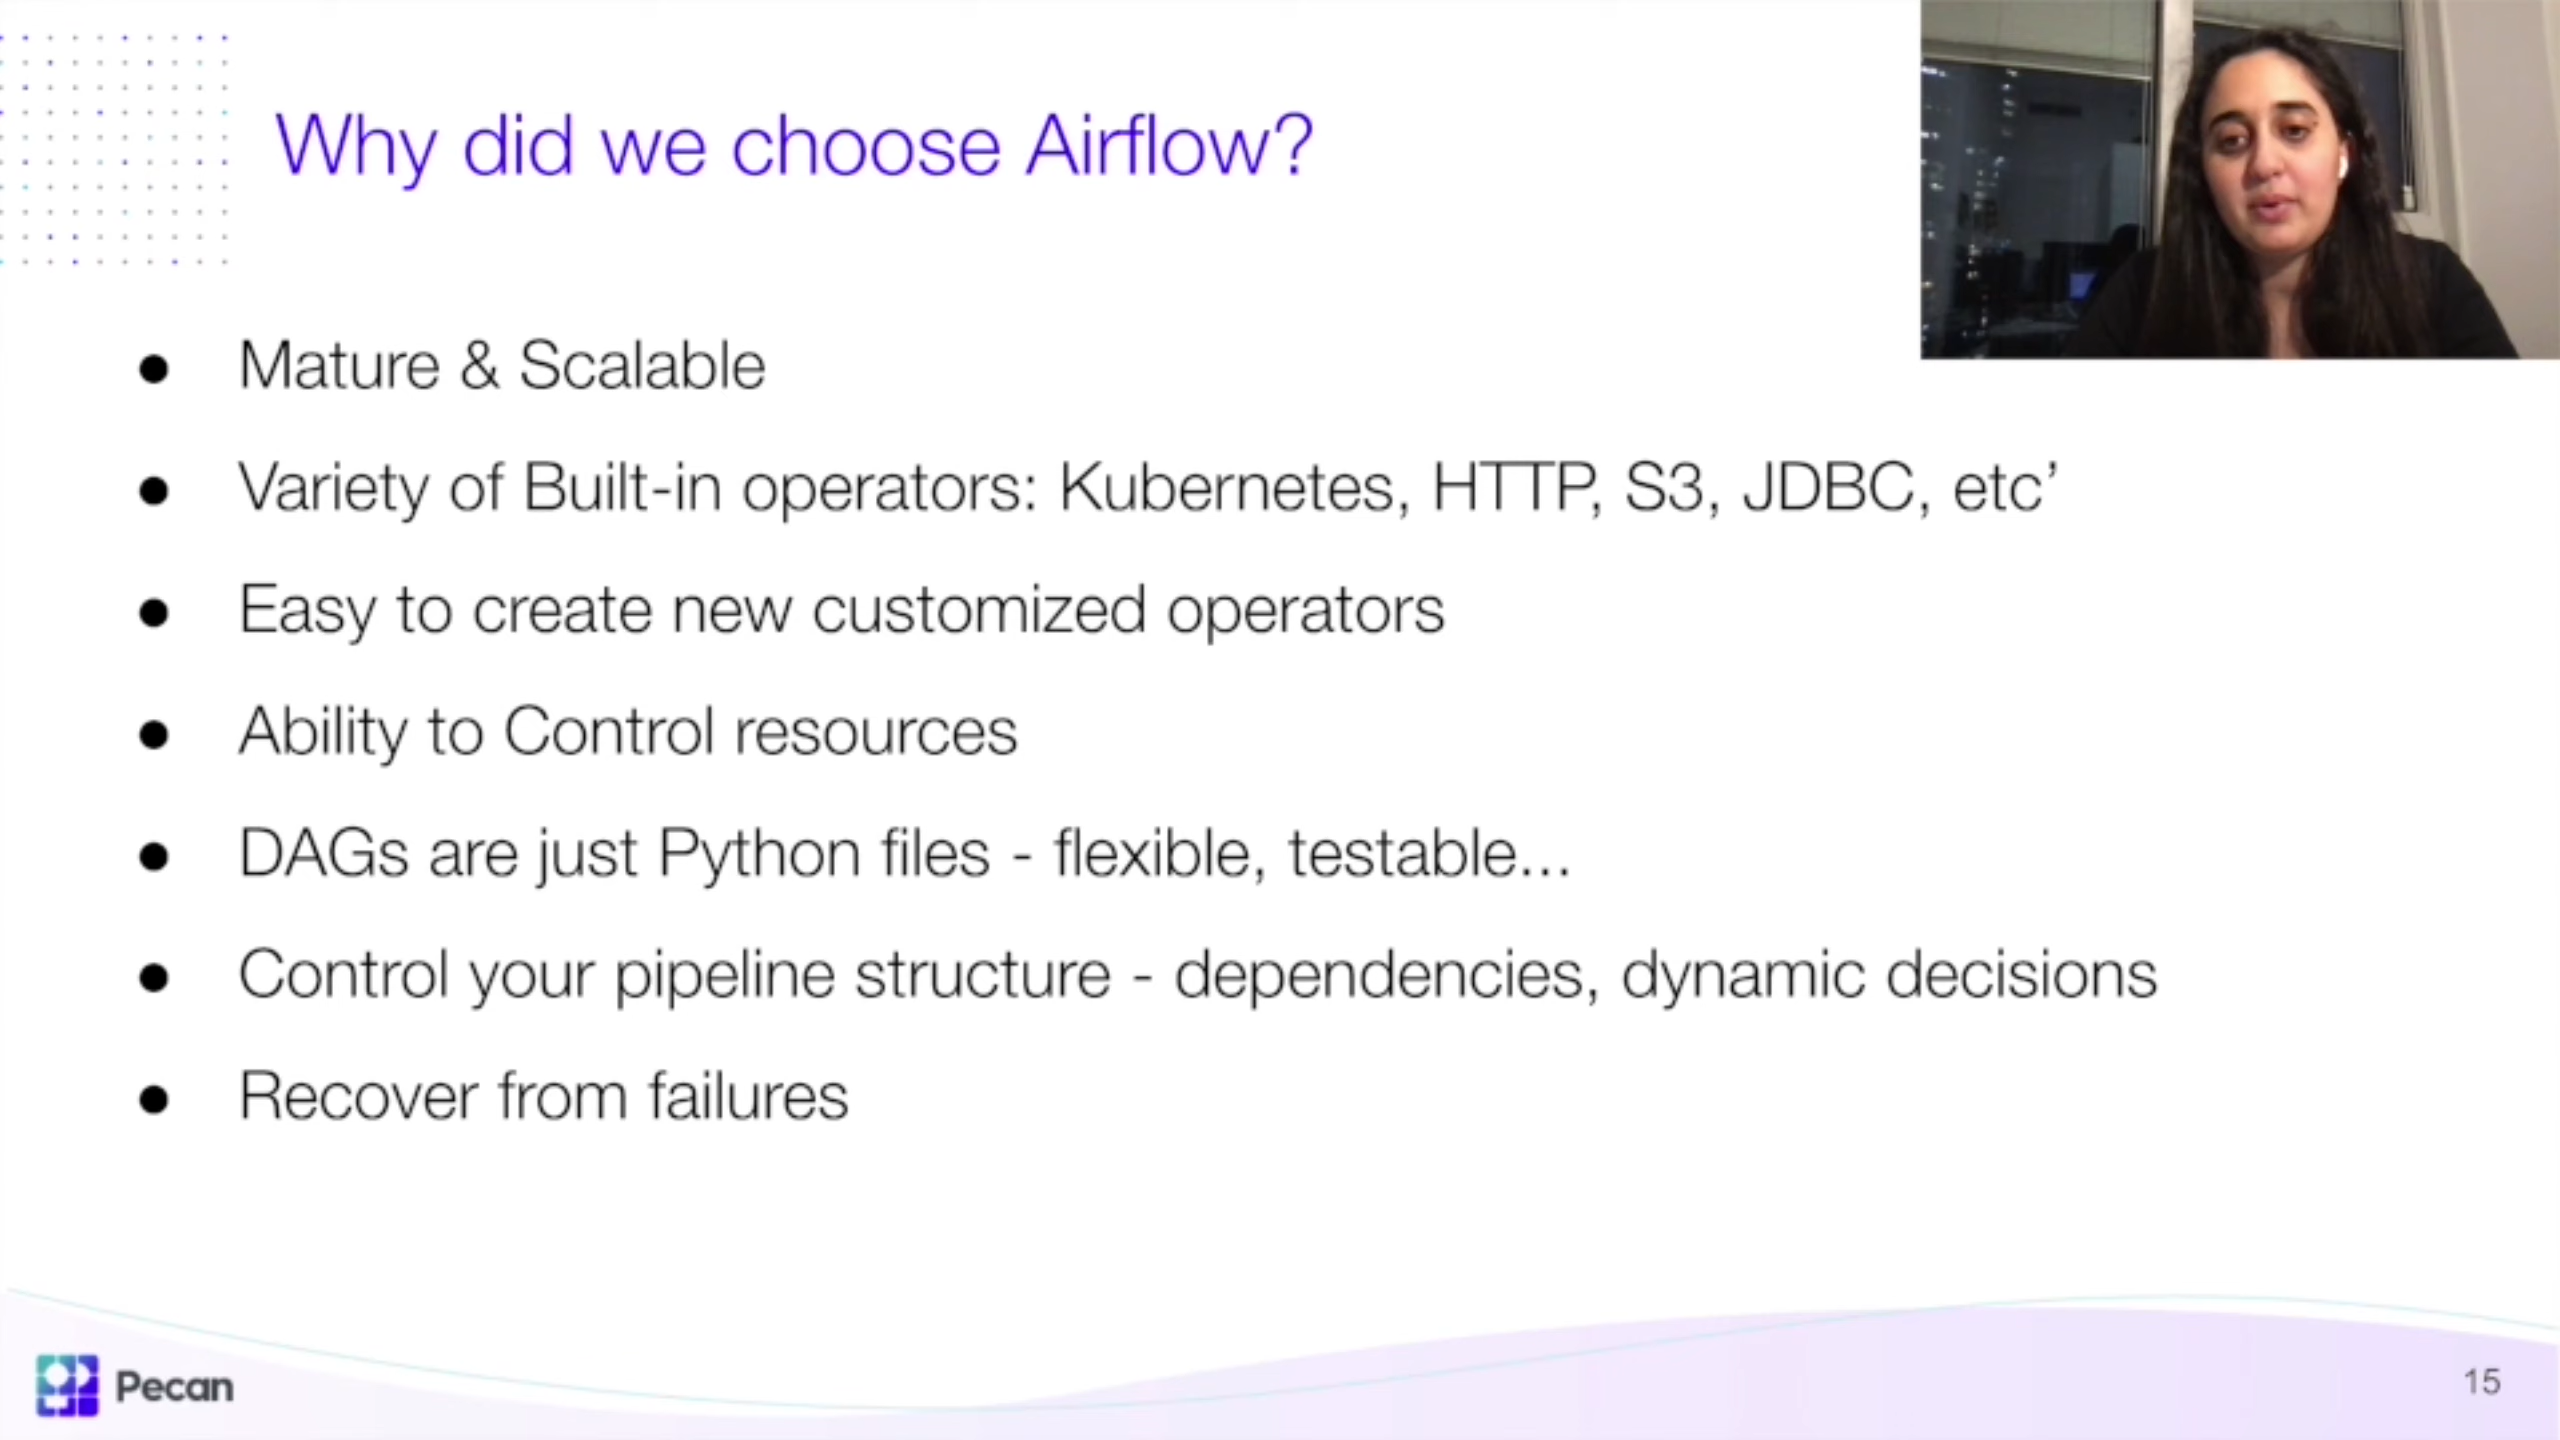 Why did we choose Airflow?
● Mature & Scalable
● Variety of Built-in operators: Kubernetes, HTTP, S3, JDBC, etc’
● Easy to create new customized operators
● Ability to Control resources
● DAGs are just Python files - flexible, testable...
● Control your pipeline structure - dependencies, dynamic decisions
● Recover from failures
Pecan
15